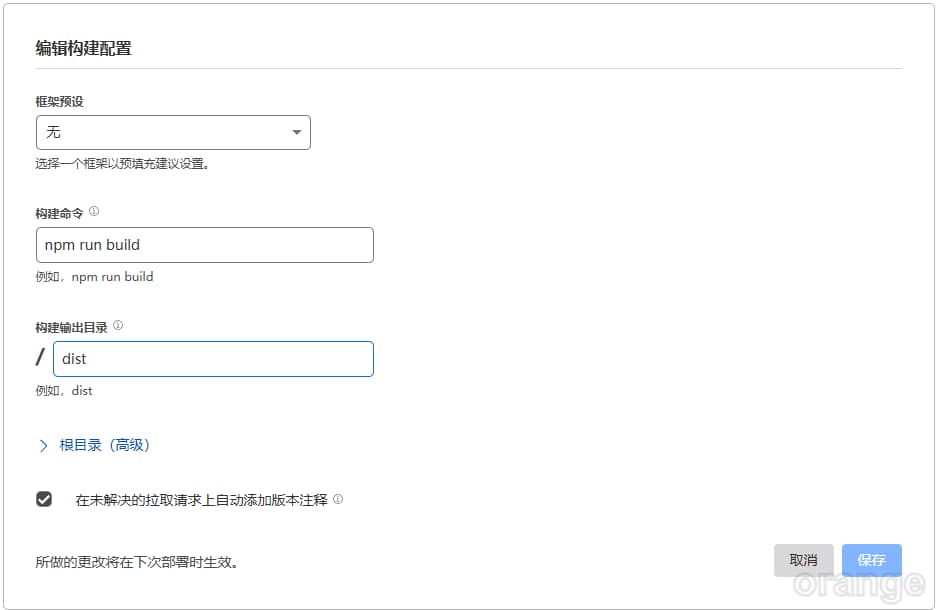 编辑构建配置
框架预设
无
选择一个框架以预填充建议设置。
构建命令
npm run build
例如，npm run build
构建输出目录
/ dist
例如，dist
根目录（高级）
在未解决的拉取请求上自动添加版本注释
所做的更改将在下次部署时生效。
取消 保存
orange